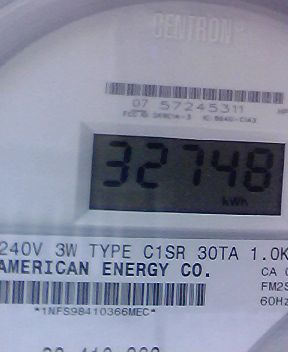 CENTRON
07 57245311
32748
kWh
240V 3W TYPE C1SR 30TA 1.0K
AMERICAN ENERGY CO.
CA
FM2S
60Hz
*1NFS98410366MEC*